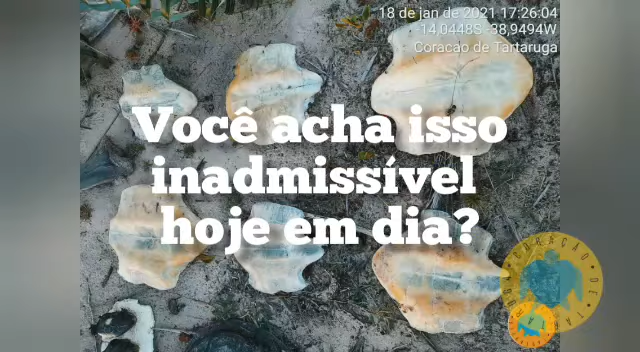 18 de jan de 2021 17:26:04
-14,0448S -38,9494W
Coracao de Tartaruga
Você acha isso
inadmissível
hoje em dia?